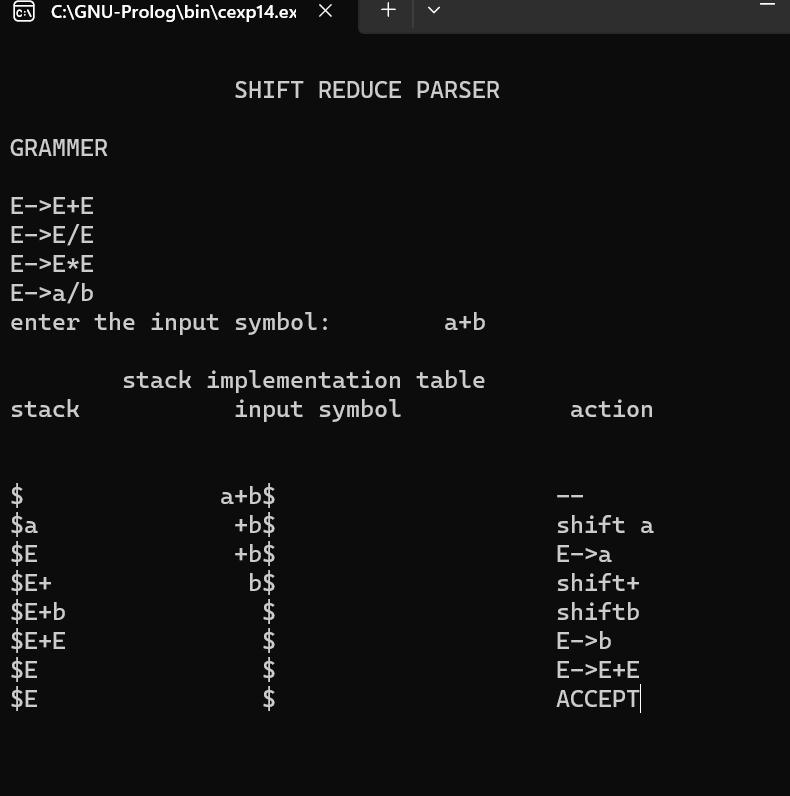 C:\GNU-Prolog\bin\cexp14.ex
SHIFT REDUCE PARSER
GRAMMER
E->E+E
E->E/E
E->E*E
E->a/b
enter the input symbol: a+b
stack implementation table
stack input symbol action
$ a+b$ --
$a +b$ shift a
$E +b$ E->a
$E+ b$ shift+
$E+b $ shiftb
$E+E $ E->b
$E $ E->E+E
$E $ ACCEPT